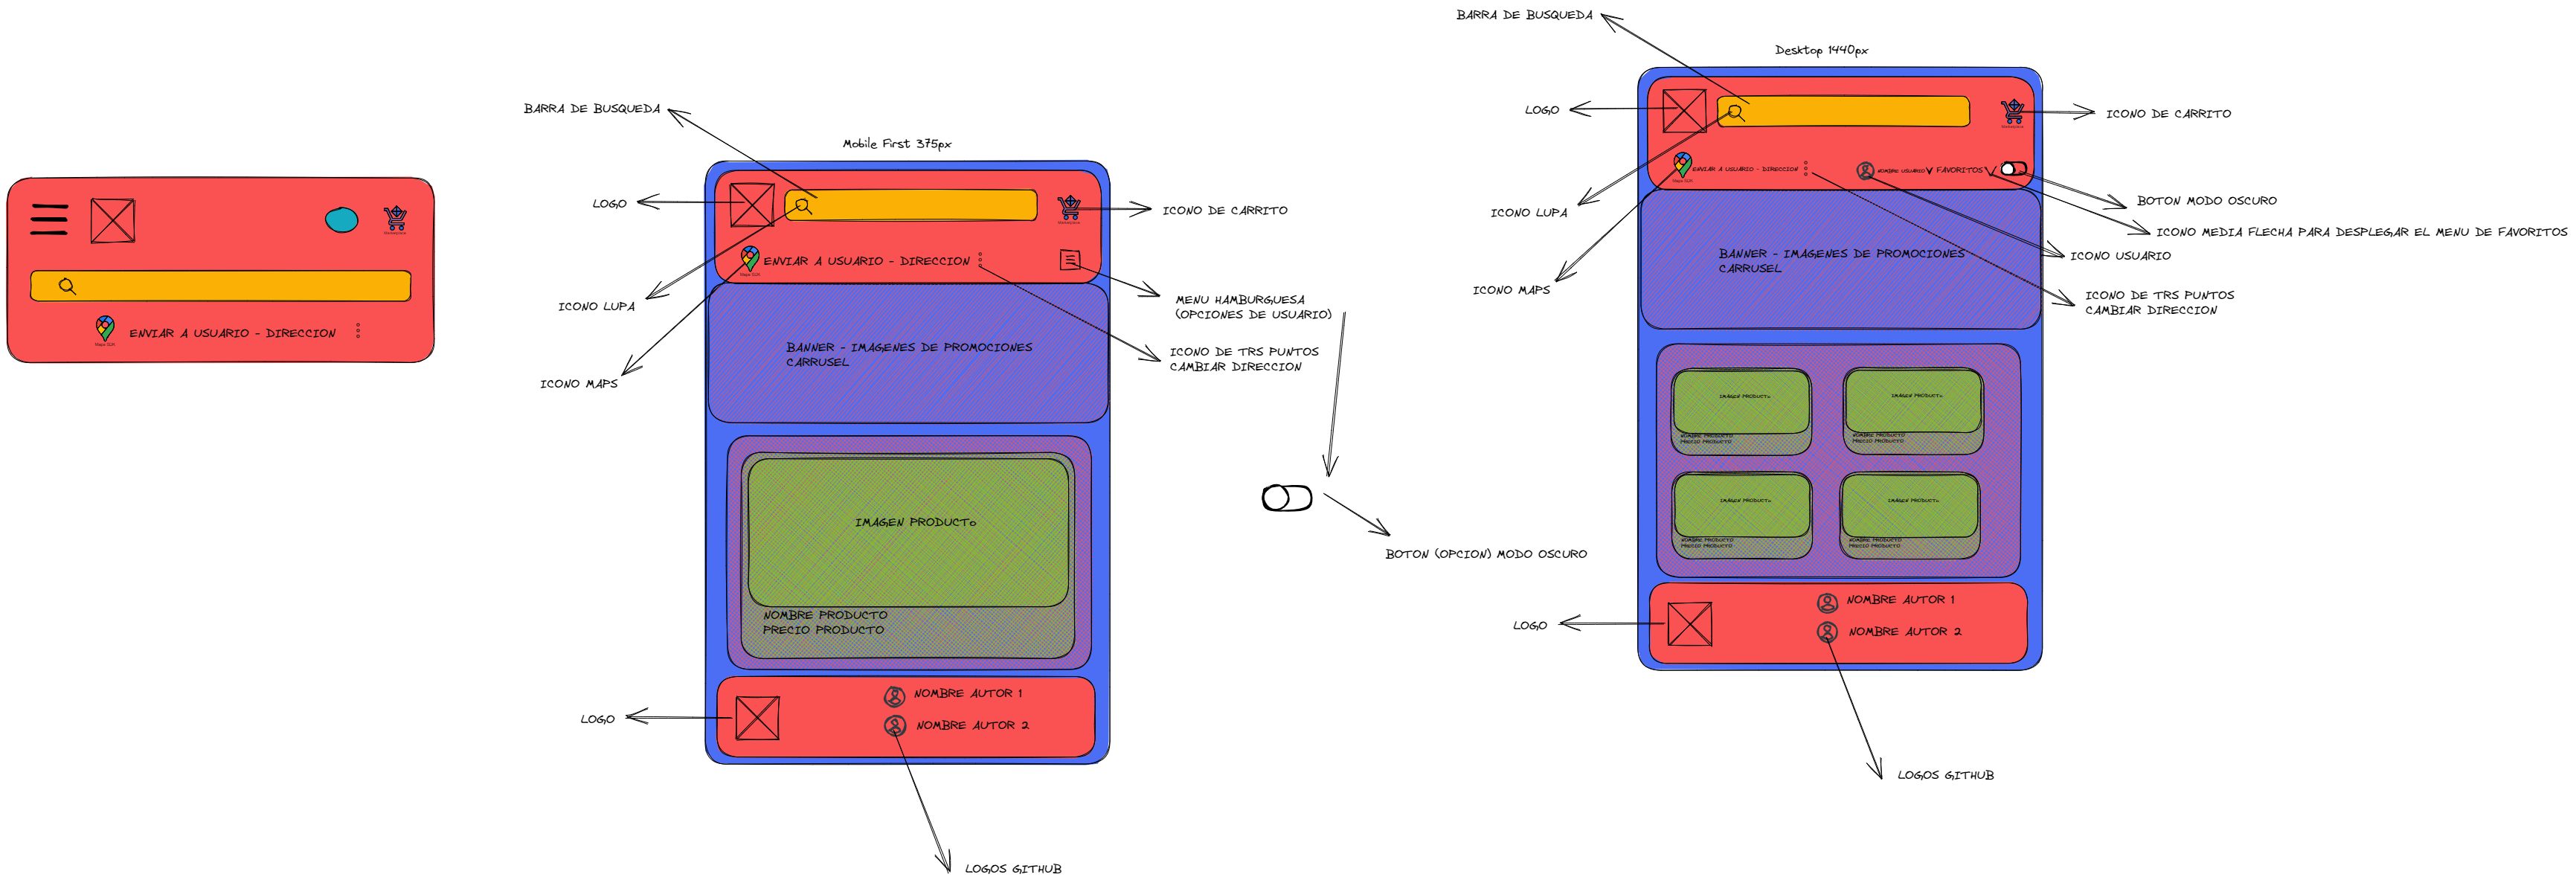 ENVIAR A USUARIO - DIRECCION
Mobile First 375px
BARRA DE BUSQUEDA
LOGO
ICONO DE CARRITO
ENVIAR A USUARIO - DIRECCION
ICONO LUPA
ICONO MAPS
MENU HAMBURGUESA
(OPCIONES DE USUARIO)
ICONO DE TRS PUNTOS
CAMBIAR DIRECCION
BANNER - IMAGENES DE PROMOCIONES
CARRUSEL
IMAGEN PRODUCTo
NOMBRE PRODUCTO
PRECIO PRODUCTO
BOTON (OPCION) MODO OSCURO
LOGO
NOMBRE AUTOR 1
NOMBRE AUTOR 2
LOGOS GITHUB
Desktop 1440px
BARRA DE BUSQUEDA
LOGO
ICONO DE CARRITO
ENVIAR A USUARIO - DIRECCION
NOMBRE USUARIO
FAVORITOS
ICONO LUPA
ICONO MAPS
BOTON MODO OSCURO
ICONO MEDIA FLECHA PARA DESPLEGAR EL MENU DE FAVORITOS
ICONO USUARIO
ICONO DE TRS PUNTOS
CAMBIAR DIRECCION
BANNER - IMAGENES DE PROMOCIONES
CARRUSEL
IMAGEN PRODUCTo
NOMBRE PRODUCTO
PRECIO PRODUCTO
IMAGEN PRODUCTo
NOMBRE PRODUCTO
PRECIO PRODUCTO
IMAGEN PRODUCTo
NOMBRE PRODUCTO
PRECIO PRODUCTO
IMAGEN PRODUCTo
NOMBRE PRODUCTO
PRECIO PRODUCTO
LOGO
NOMBRE AUTOR 1
NOMBRE AUTOR 2
LOGOS GITHUB